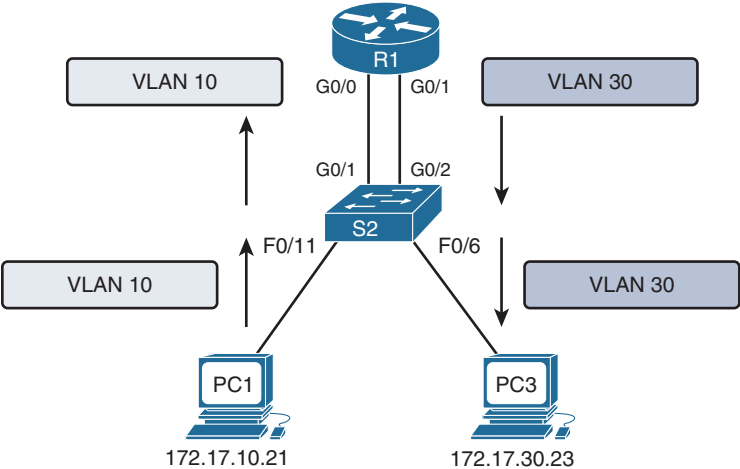 R1
VLAN 10
G0/0
G0/1
VLAN 30
G0/1
G0/2
S2
F0/11
F0/6
VLAN 10
VLAN 30
PC1
PC3
172.17.10.21
172.17.30.23